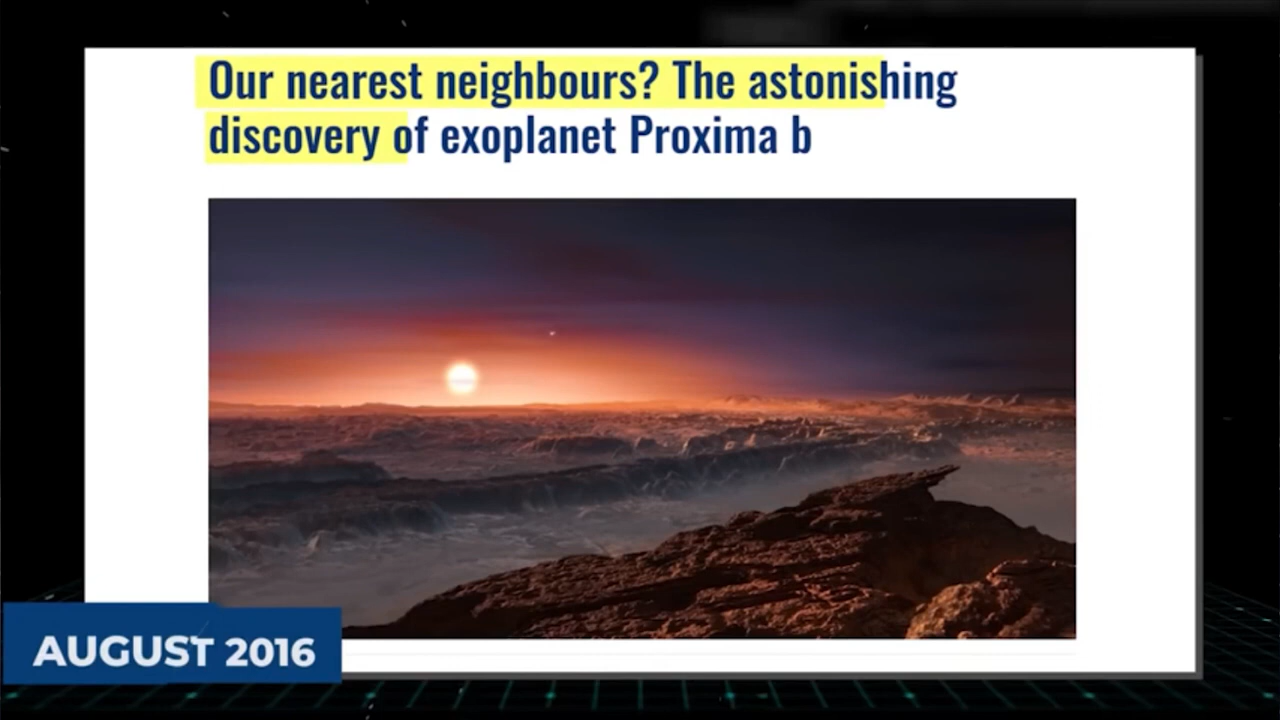 Our nearest neighbours? The astonishing
discovery of exoplanet Proxima b
AUGUST 2016